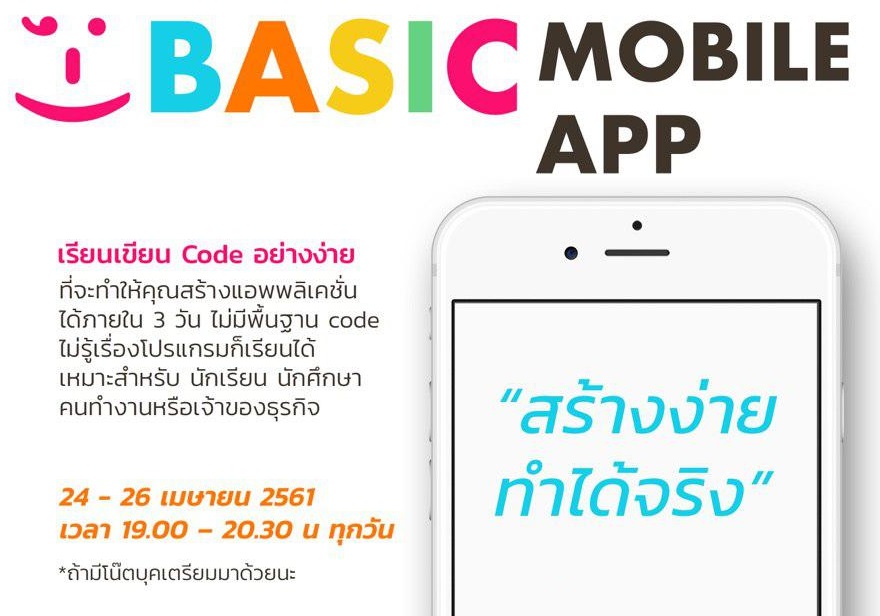 BASIC MOBILE
APP
เรียนเขียน Code อย่างง่าย
ที่จะทำให้คุณสร้างแอพพลิเคชั่น
ได้ภายใน 3 วัน ไม่มีพื้นฐาน code
ไม่รู้เรื่องโปรแกรมก็เรียนได้
เหมาะสำหรับ นักเรียน นักศึกษา
คนทำงานหรือเจ้าของธุรกิจ
24 - 26 เมษายน 2561
เวลา 19.00 – 20.30 น ทุกวัน
*ถ้ามีโน๊ตบุคเตรียมมาด้วยนะ
“สร้างง่าย
ทำได้จริง”